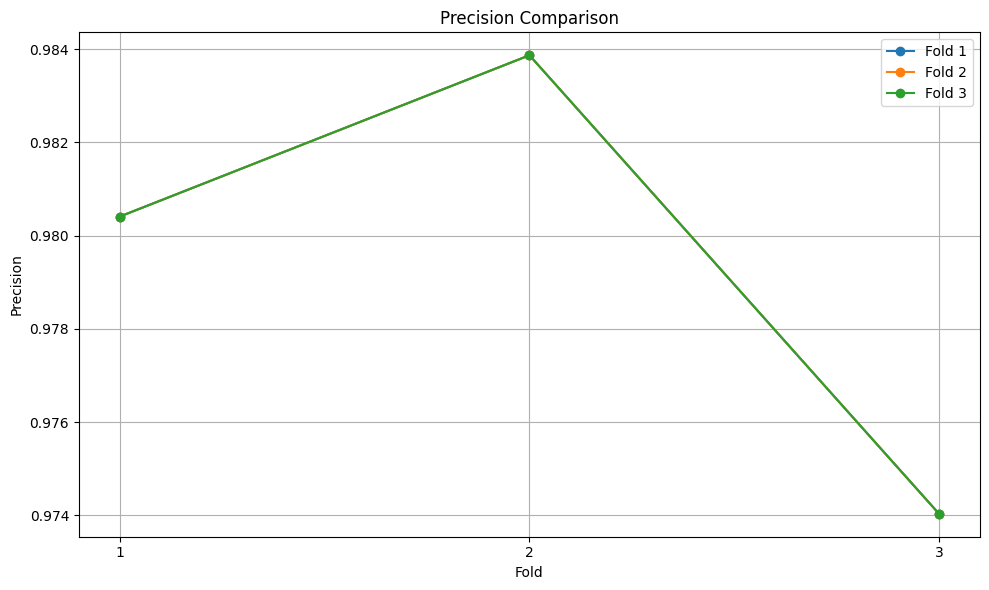 Precision Comparison
Fold 1
Fold 2
Fold 3
0.984
0.982
0.980
0.978
0.976
0.974
Precision
1 2 3
Fold